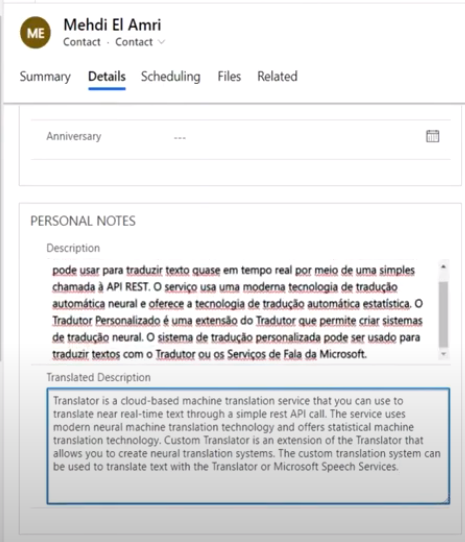 ME
Mehdi El Amri
Contact · Contact
Summary Details Scheduling Files Related
Anniversary ---
PERSONAL NOTES
Description
pode usar para traduzir texto quase em tempo real por meio de uma simples
chamada à API REST. O serviço usa uma moderna tecnologia de tradução
automática neural e oferece a tecnologia de tradução automática estatística. O
Tradutor Personalizado é uma extensão do Tradutor que permite criar sistemas
de tradução neural. O sistema de tradução personalizada pode ser usado para
traduzir textos com o Tradutor ou os Serviços de Fala da Microsoft.
Translated Description
Translator is a cloud-based machine translation service that you can use to
translate near real-time text through a simple rest API call. The service uses
modern neural machine translation technology and offers statistical machine
translation technology. Custom Translator is an extension of the Translator that
allows you to create neural translation systems. The custom translation system can
be used to translate text with the Translator or Microsoft Speech Services.